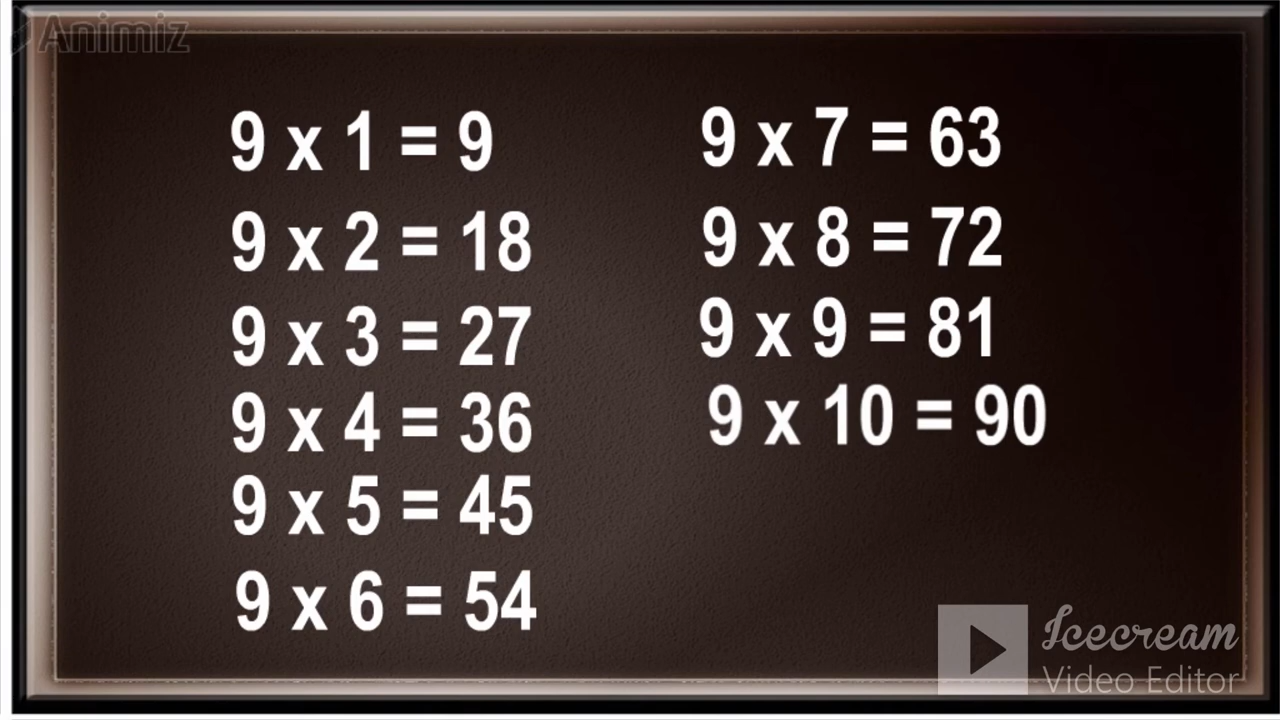 Animiz
9 x 1 = 9
9 x 2 = 18
9 x 3 = 27
9 x 4 = 36
9 x 5 = 45
9 x 6 = 54
9 x 7 = 63
9 x 8 = 72
9 x 9 = 81
9 x 10 = 90
Icecream
Video Editor